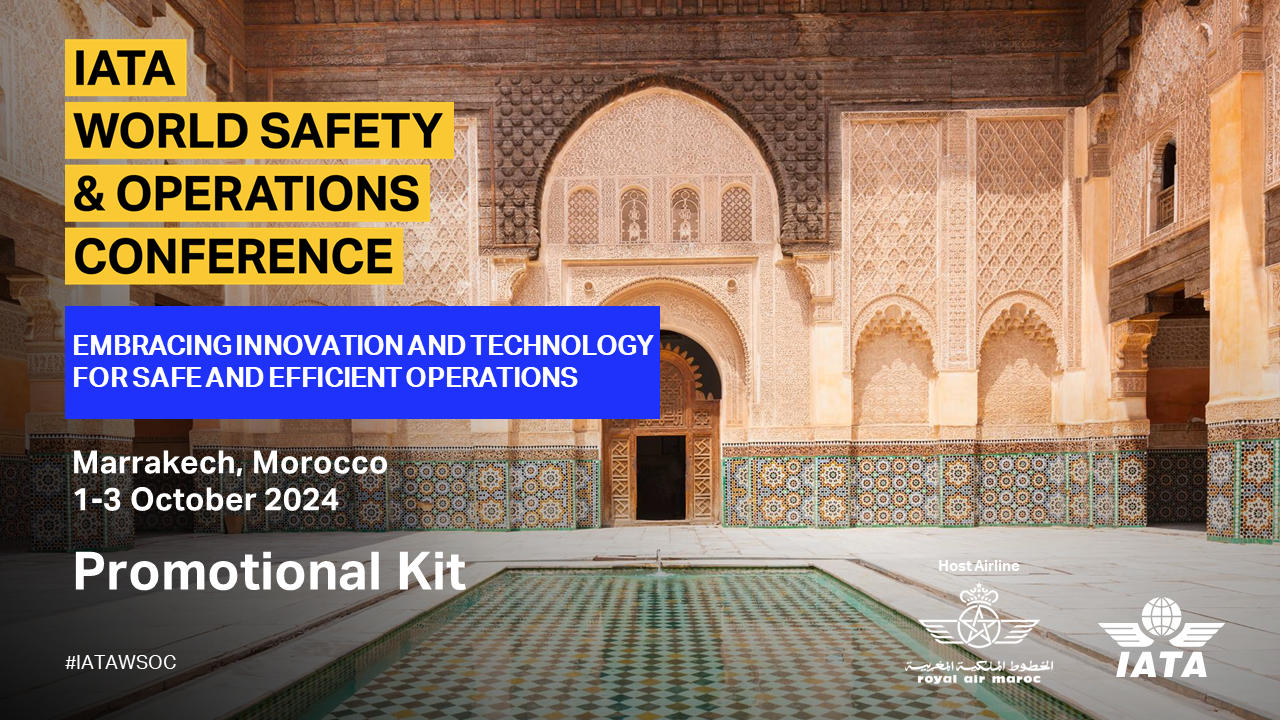 IATA
WORLD SAFETY
& OPERATIONS
CONFERENCE
EMBRACING INNOVATION AND TECHNOLOGY
FOR SAFE AND EFFICIENT OPERATIONS
Marrakech, Morocco
1-3 October 2024
Promotional Kit
#IATAWSOC
Host Airline
الخطوط الملكية المغربية
royal air maroc
IATA